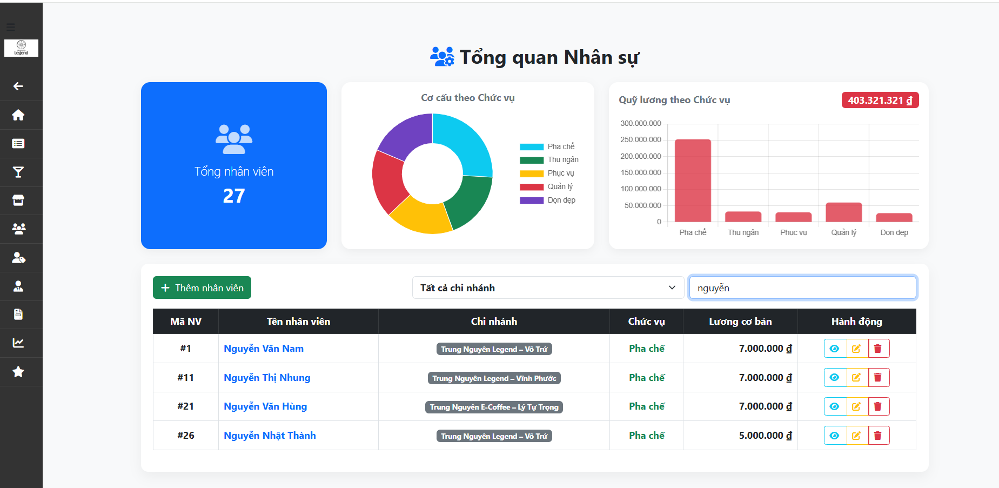 Legend
Tổng quan Nhân sự
Tổng nhân viên
27
Cơ cấu theo Chức vụ
Pha chế
Thu ngân
Phục vụ
Quản lý
Dọn dẹp
Quỹ lương theo Chức vụ
403.321.321 ₫
300.000.000
250.000.000
200.000.000
150.000.000
100.000.000
50.000.000
0
Pha chế Thu ngân Phục vụ Quản lý Dọn dẹp
Thêm nhân viên
Tất cả chi nhánh
nguyễn
Mã NV Tên nhân viên Chi nhánh Chức vụ Lương cơ bản Hành động
#1 Nguyễn Văn Nam Trung Nguyên Legend – Võ Trứ Pha chế 7.000.000 ₫
#11 Nguyễn Thị Nhung Trung Nguyên Legend – Vĩnh Phước Pha chế 7.000.000 ₫
#21 Nguyễn Văn Hùng Trung Nguyên E-Coffee – Lý Tự Trọng Pha chế 7.000.000 ₫
#26 Nguyễn Nhật Thành Trung Nguyên Legend – Võ Trứ Pha chế 5.000.000 ₫